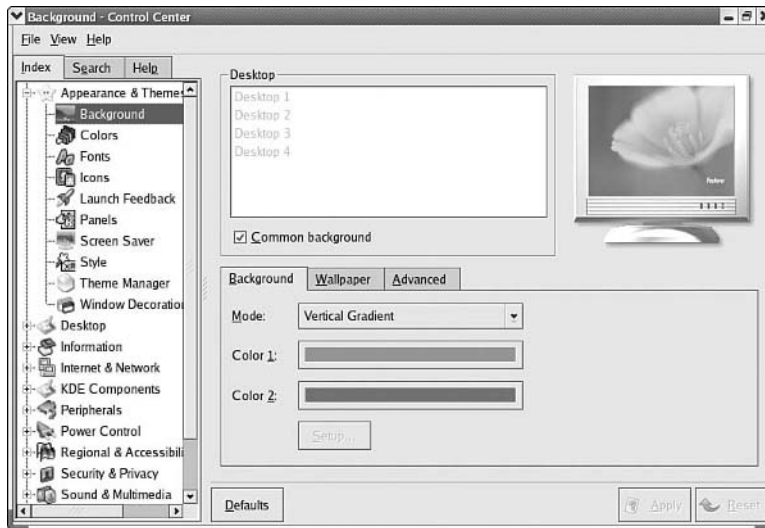 Background - Control Center
File View Help
Index Search Help
Appearance & Themes
Background
Colors
Fonts
Icons
Launch Feedback
Panels
Screen Saver
Style
Theme Manager
Window Decoration
Desktop
Information
Internet & Network
KDE Components
Peripherals
Power Control
Regional & Accessibili
Security & Privacy
Sound & Multimedia
Desktop
Desktop 1
Desktop 2
Desktop 3
Desktop 4
Common background
Background Wallpaper Advanced
Mode: Vertical Gradient
Color 1:
Color 2:
Setup...
Defaults
Apply Reset